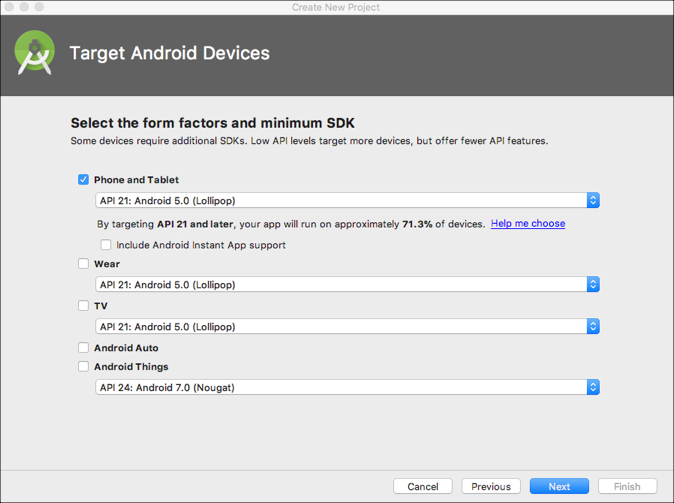 Create New Project
Target Android Devices
Select the form factors and minimum SDK
Some devices require additional SDKs. Low API levels target more devices, but offer fewer API features.
Phone and Tablet
API 21: Android 5.0 (Lollipop)
By targeting API 21 and later, your app will run on approximately 71.3% of devices. Help me choose
Include Android Instant App support
Wear
API 21: Android 5.0 (Lollipop)
TV
API 21: Android 5.0 (Lollipop)
Android Auto
Android Things
API 24: Android 7.0 (Nougat)
Cancel Previous Next Finish